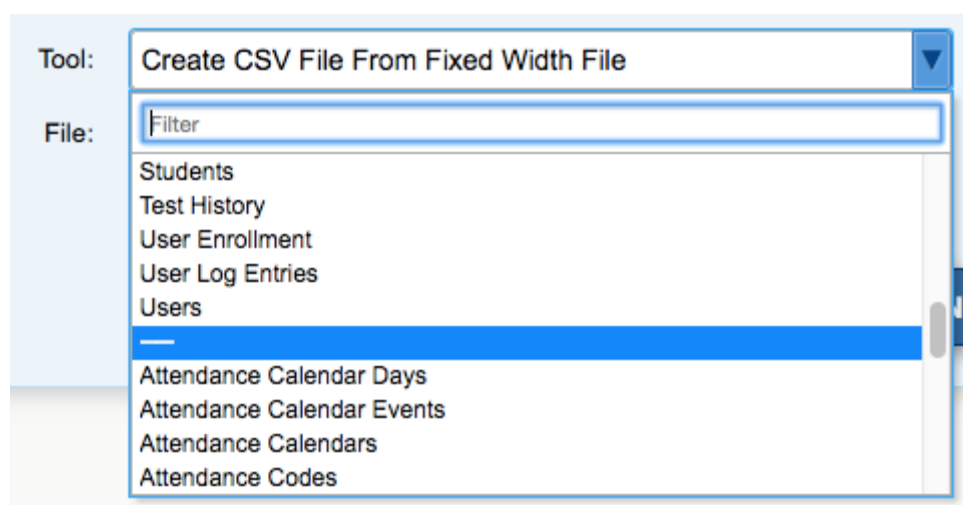 Tool: Create CSV File From Fixed Width File
File: Filter
Students
Test History
User Enrollment
User Log Entries
Users
—
Attendance Calendar Days
Attendance Calendar Events
Attendance Calendars
Attendance Codes